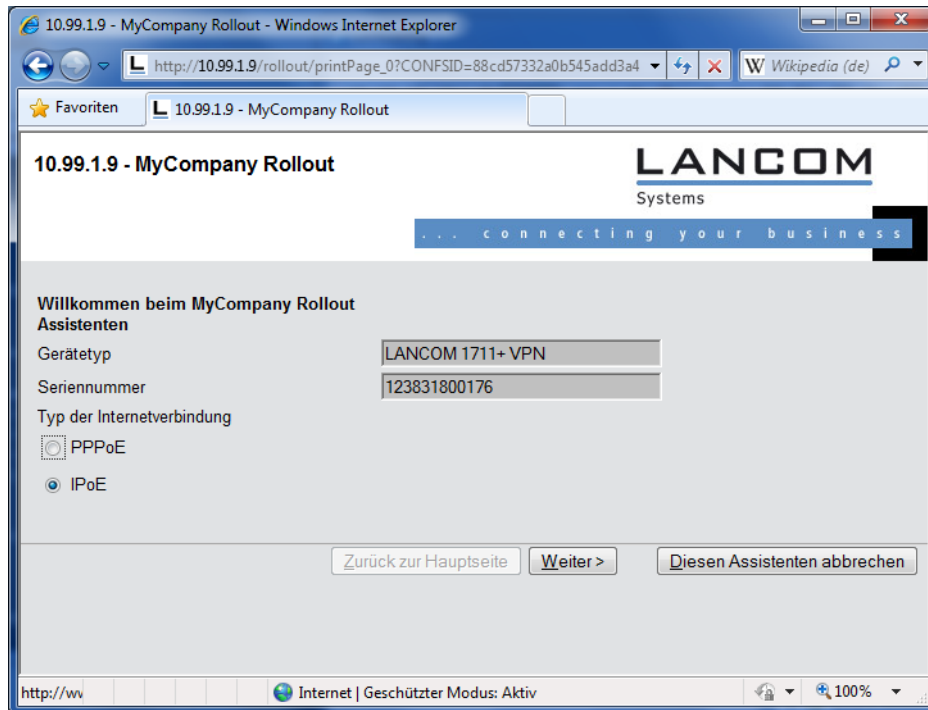 10.99.1.9 - MyCompany Rollout - Windows Internet Explorer
http://10.99.1.9/rollout/printPage_0?CONFSID=88cd57332a0b545add3a4
W Wikipedia (de)
Favoriten
L 10.99.1.9 - MyCompany Rollout
10.99.1.9 - MyCompany Rollout
LANCOM
Systems
... connecting your business
Willkommen beim MyCompany Rollout
Assistenten
Gerätetyp LANCOM 1711+ VPN
Seriennummer 123831800176
Typ der Internetverbindung
PPPoE
IPoE
Zurück zur Hauptseite Weiter > Diesen Assistenten abbrechen
http://wv Internet | Geschützter Modus: Aktiv 100%